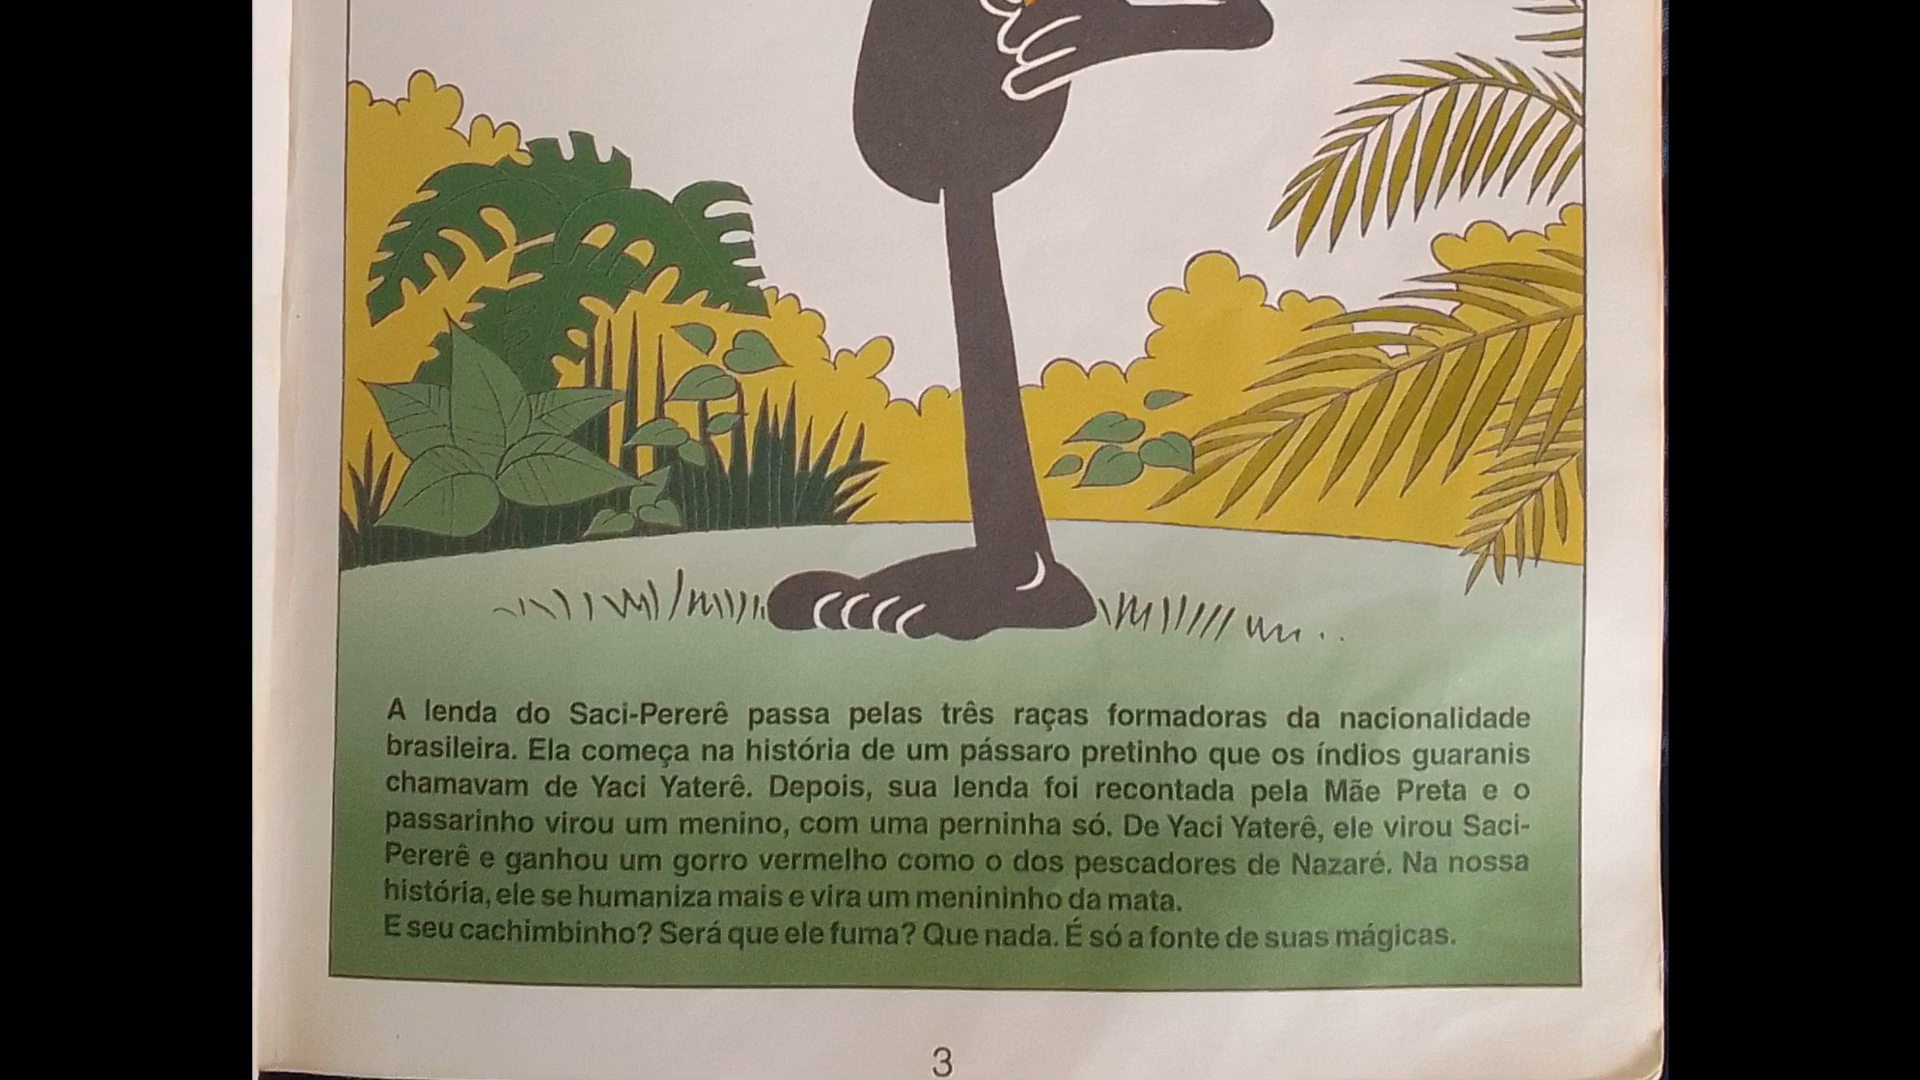 A lenda do Saci-Pererê passa pelas três raças formadoras da nacionalidade
brasileira. Ela começa na história de um pássaro pretinho que os índios guaranis
chamavam de Yaci Yaterê. Depois, sua lenda foi recontada pela Mãe Preta e o
passarinho virou um menino, com uma perninha só. De Yaci Yaterê, ele virou Saci-
Pererê e ganhou um gorro vermelho como o dos pescadores de Nazaré. Na nossa
história, ele se humaniza mais e vira um menininho da mata.
E seu cachimbinho? Será que ele fuma? Que nada. É só a fonte de suas mágicas.
3